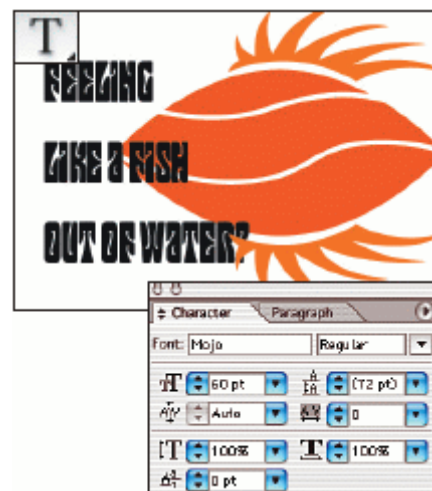 T
FEELING
LIKE A FISH
OUT OF WATER?
Character Paragraph
Font: Mojo Regular
60 pt (72 pt)
Auto 0
100% T 100%
0 pt